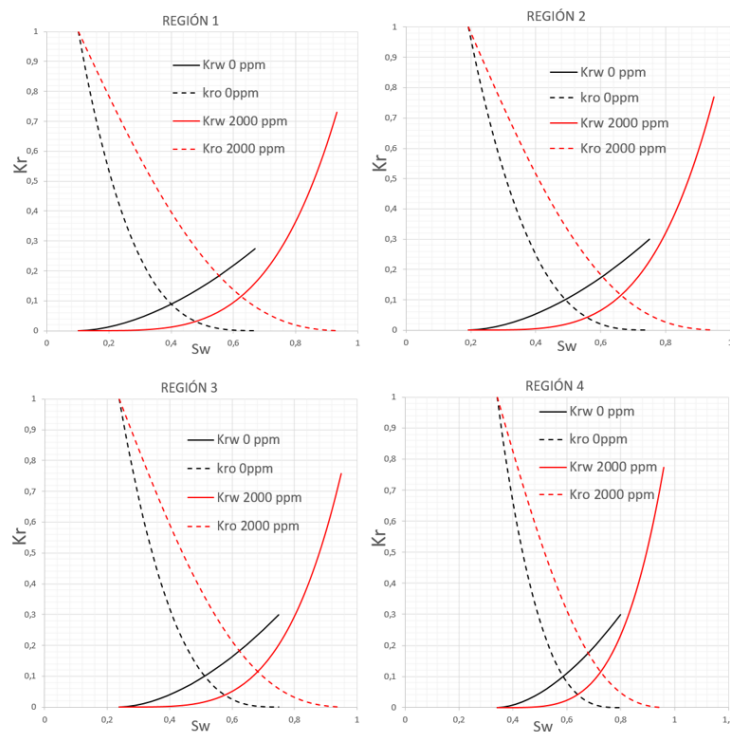 REGIÓN 1
1
0,9
0,8
0,7
0,6
0,5
0,4
0,3
0,2
0,1
0
Kr
Krw 0 ppm
kro 0ppm
Krw 2000 ppm
Kro 2000 ppm
0 0,2 0,4 0,6 0,8 1
Sw
REGIÓN 2
1
0,9
0,8
0,7
0,6
0,5
0,4
0,3
0,2
0,1
0
Kr
Krw 0 ppm
kro 0ppm
Krw 2000 ppm
Kro 2000 ppm
0 0,2 0,4 0,6 0,8 1
Sw
REGIÓN 3
1
0,9
0,8
0,7
0,6
0,5
0,4
0,3
0,2
0,1
0
Kr
Krw 0 ppm
kro 0ppm
Krw 2000 ppm
Kro 2000 ppm
0 0,2 0,4 0,6 0,8 1
Sw
REGIÓN 4
1
0,9
0,8
0,7
0,6
0,5
0,4
0,3
0,2
0,1
0
Kr
Krw 0 ppm
kro 0ppm
Krw 2000 ppm
Kro 2000 ppm
0 0,2 0,4 0,6 0,8 1
Sw